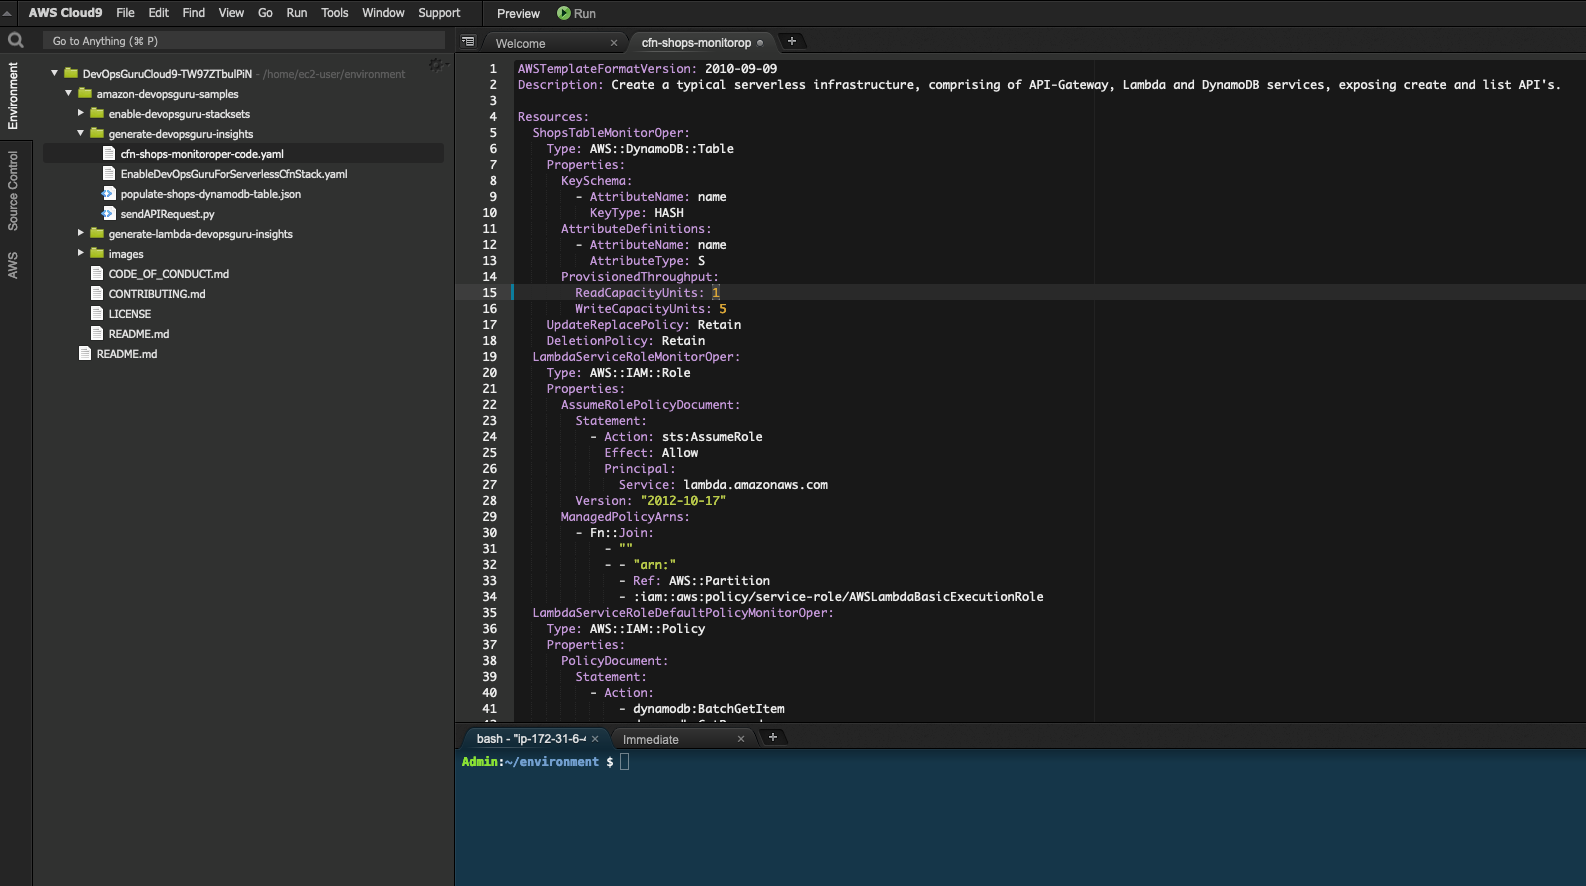 AWS Cloud9 File Edit Find View Go Run Tools Window Support Preview Run
Go to Anything (⌘ P)
Environment
Source Control
AWS
DevOpsGuruCloud9-TW97ZTbulPiN - /home/ec2-user/environment
amazon-devopsguru-samples
enable-devopsguru-stacksets
generate-devopsguru-insights
cfn-shops-monitoroper-code.yaml
EnableDevOpsGuruForServerlessCfnStack.yaml
populate-shops-dynamodb-table.json
sendAPIRequest.py
generate-lambda-devopsguru-insights
images
CODE_OF_CONDUCT.md
CONTRIBUTING.md
LICENSE
README.md
README.md
Welcome
cfn-shops-monitorop
1 AWSTemplateFormatVersion: 2010-09-09
2 Description: Create a typical serverless infrastructure, comprising of API-Gateway, Lambda and DynamoDB services, exposing create and list API's.
3
4 Resources:
5 ShopsTableMonitorOper:
6 Type: AWS::DynamoDB::Table
7 Properties:
8 KeySchema:
9 - AttributeName: name
10 KeyType: HASH
11 AttributeDefinitions:
12 - AttributeName: name
13 AttributeType: S
14 ProvisionedThroughput:
15 ReadCapacityUnits: 1
16 WriteCapacityUnits: 5
17 UpdateReplacePolicy: Retain
18 DeletionPolicy: Retain
19 LambdaServiceRoleMonitorOper:
20 Type: AWS::IAM::Role
21 Properties:
22 AssumeRolePolicyDocument:
23 Statement:
24 - Action: sts:AssumeRole
25 Effect: Allow
26 Principal:
27 Service: lambda.amazonaws.com
28 Version: "2012-10-17"
29 ManagedPolicyArns:
30 - Fn::Join:
31 - ""
32 - - "arn:"
33 - Ref: AWS::Partition
34 - :iam::aws:policy/service-role/AWSLambdaBasicExecutionRole
35 LambdaServiceRoleDefaultPolicyMonitorOper:
36 Type: AWS::IAM::Policy
37 Properties:
38 PolicyDocument:
39 Statement:
40 - Action:
41 - dynamodb:BatchGetItem
bash - "ip-172-31-6-
Immediate
Admin:~/environment $